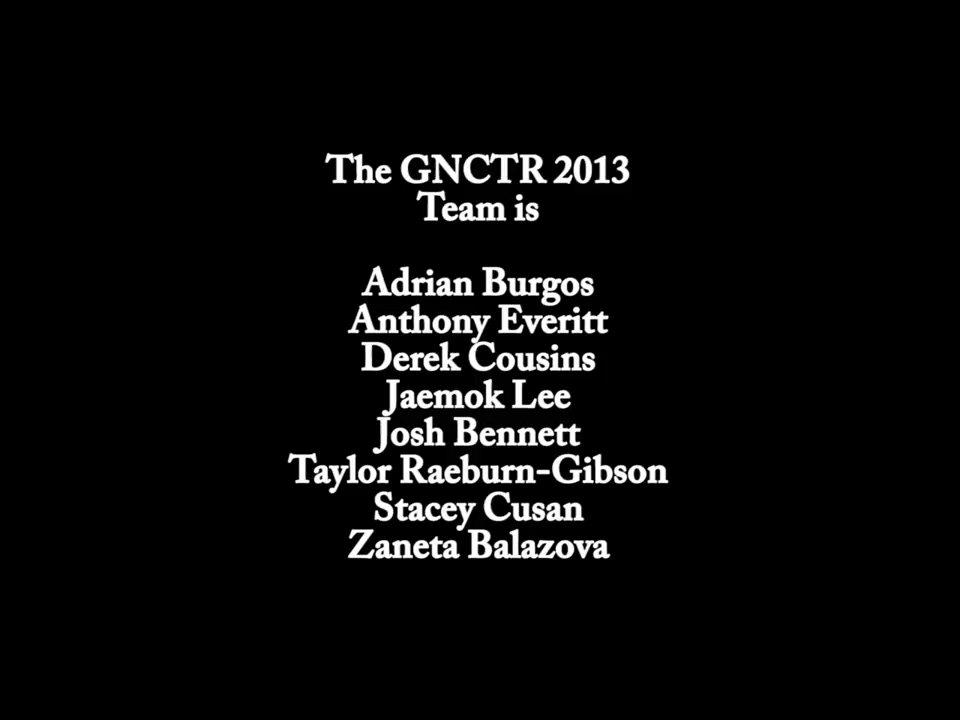 The GNCTR 2013
Team is
Adrian Burgos
Anthony Everitt
Derek Cousins
Jaemok Lee
Josh Bennett
Taylor Raeburn-Gibson
Stacey Cusan
Zaneta Balazova